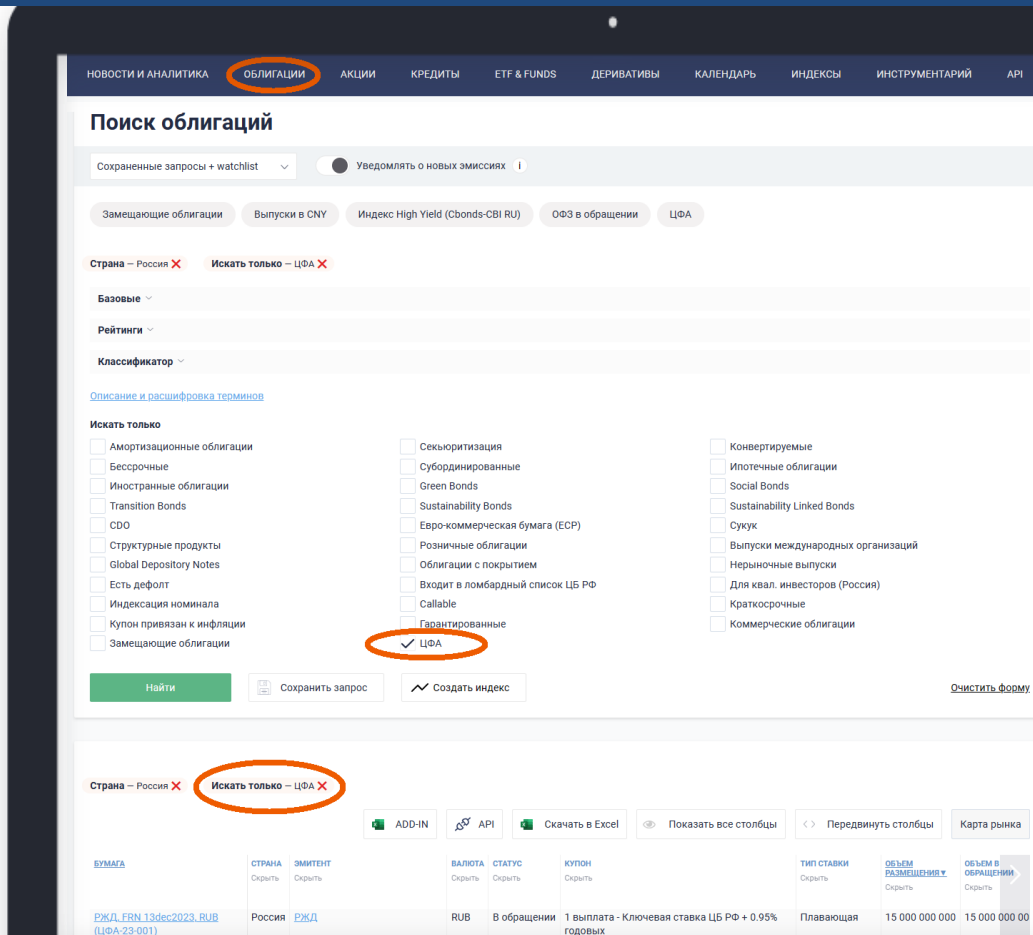 НОВОСТИ И АНАЛИТИКА ОБЛИГАЦИИ АКЦИИ КРЕДИТЫ ETF & FUNDS ДЕРИВАТИВЫ КАЛЕНДАРЬ ИНДЕКСЫ ИНСТРУМЕНТАРИЙ API
Поиск облигаций
Сохраненные запросы + watchlist Уведомлять о новых эмиссиях i
Замещающие облигации Выпуски в CNY Индекс High Yield (Cbonds-CBI RU) ОФЗ в обращении ЦФА
Страна – Россия Искать только – ЦФА
Базовые
Рейтинги
Классификатор
Описание и расшифровка терминов
Искать только
Амортизационные облигации Секьюритизация Конвертируемые
Бессрочные Субординированные Ипотечные облигации
Иностранные облигации Green Bonds Social Bonds
Transition Bonds Sustainability Bonds Sustainability Linked Bonds
CDO Евро-коммерческая бумага (ECP) Сукук
Структурные продукты Розничные облигации Выпуски международных организаций
Global Depository Notes Облигации с покрытием Нерыночные выпуски
Есть дефолт Входит в ломбардный список ЦБ РФ Для квал. инвесторов (Россия)
Индексация номинала Callable Краткосрочные
Купон привязан к инфляции Гарантированные Коммерческие облигации
Замещающие облигации ЦФА
Найти Сохранить запрос Создать индекс Очистить форму
Страна – Россия Искать только – ЦФА
ADD-IN API Скачать в Excel Показать все столбцы Передвинуть столбцы Карта рынка
БУМАГА СТРАНА ЭМИТЕНТ ВАЛЮТА СТАТУС КУПОН ТИП СТАВКИ ОБЪЕМ ОБЪЕМ В
РАЗМЕЩЕНИЯ▼ ОБРАЩЕНИИ
Скрыть Скрыть Скрыть Скрыть Скрыть Скрыть Скрыть Скрыть
РЖД, FRN 13dec2023, RUB Россия РЖД RUB В обращении 1 выплата - Ключевая ставка ЦБ РФ + 0.95% Плавающая 15 000 000 000 15 000 000 00
(ЦФА-23-001) годовых